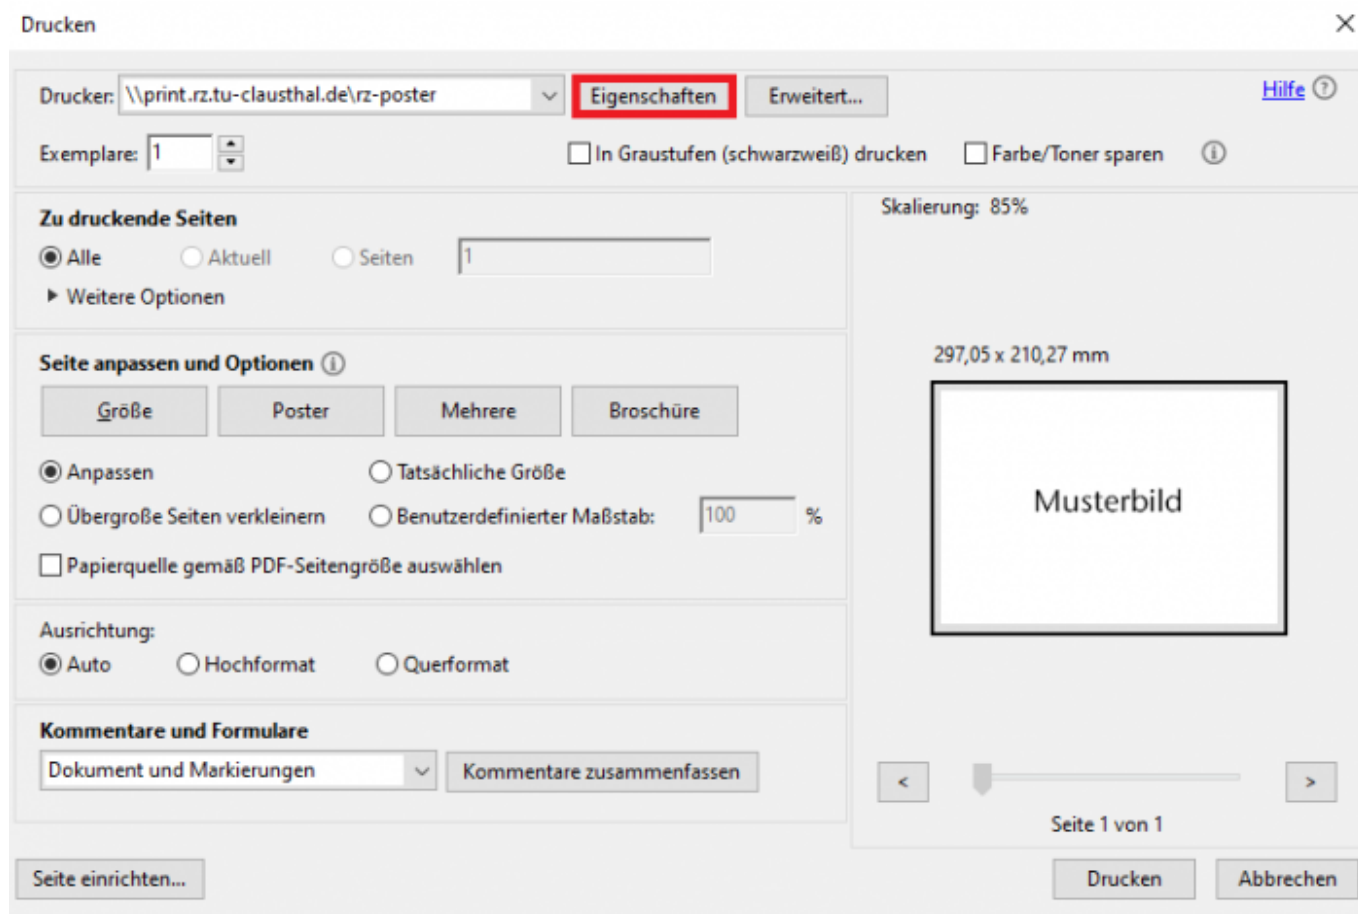 Drucken
Drucker: \\print.rz.tu-clausthal.de\rz-poster Eigenschaften Erweitert... Hilfe ?
Exemplare: 1 In Graustufen (schwarzweiß) drucken Farbe/Toner sparen i
Zu druckende Seiten
Alle Aktuell Seiten 1
Weitere Optionen
Seite anpassen und Optionen i
Größe Poster Mehrere Broschüre
Anpassen Tatsächliche Größe
Übergroße Seiten verkleinern Benutzerdefinierter Maßstab: 100 %
Papierquelle gemäß PDF-Seitengröße auswählen
Ausrichtung:
Auto Hochformat Querformat
Kommentare und Formulare
Dokument und Markierungen Kommentare zusammenfassen
Skalierung: 85%
297,05 x 210,27 mm
Musterbild
< >
Seite 1 von 1
Seite einrichten... Drucken Abbrechen